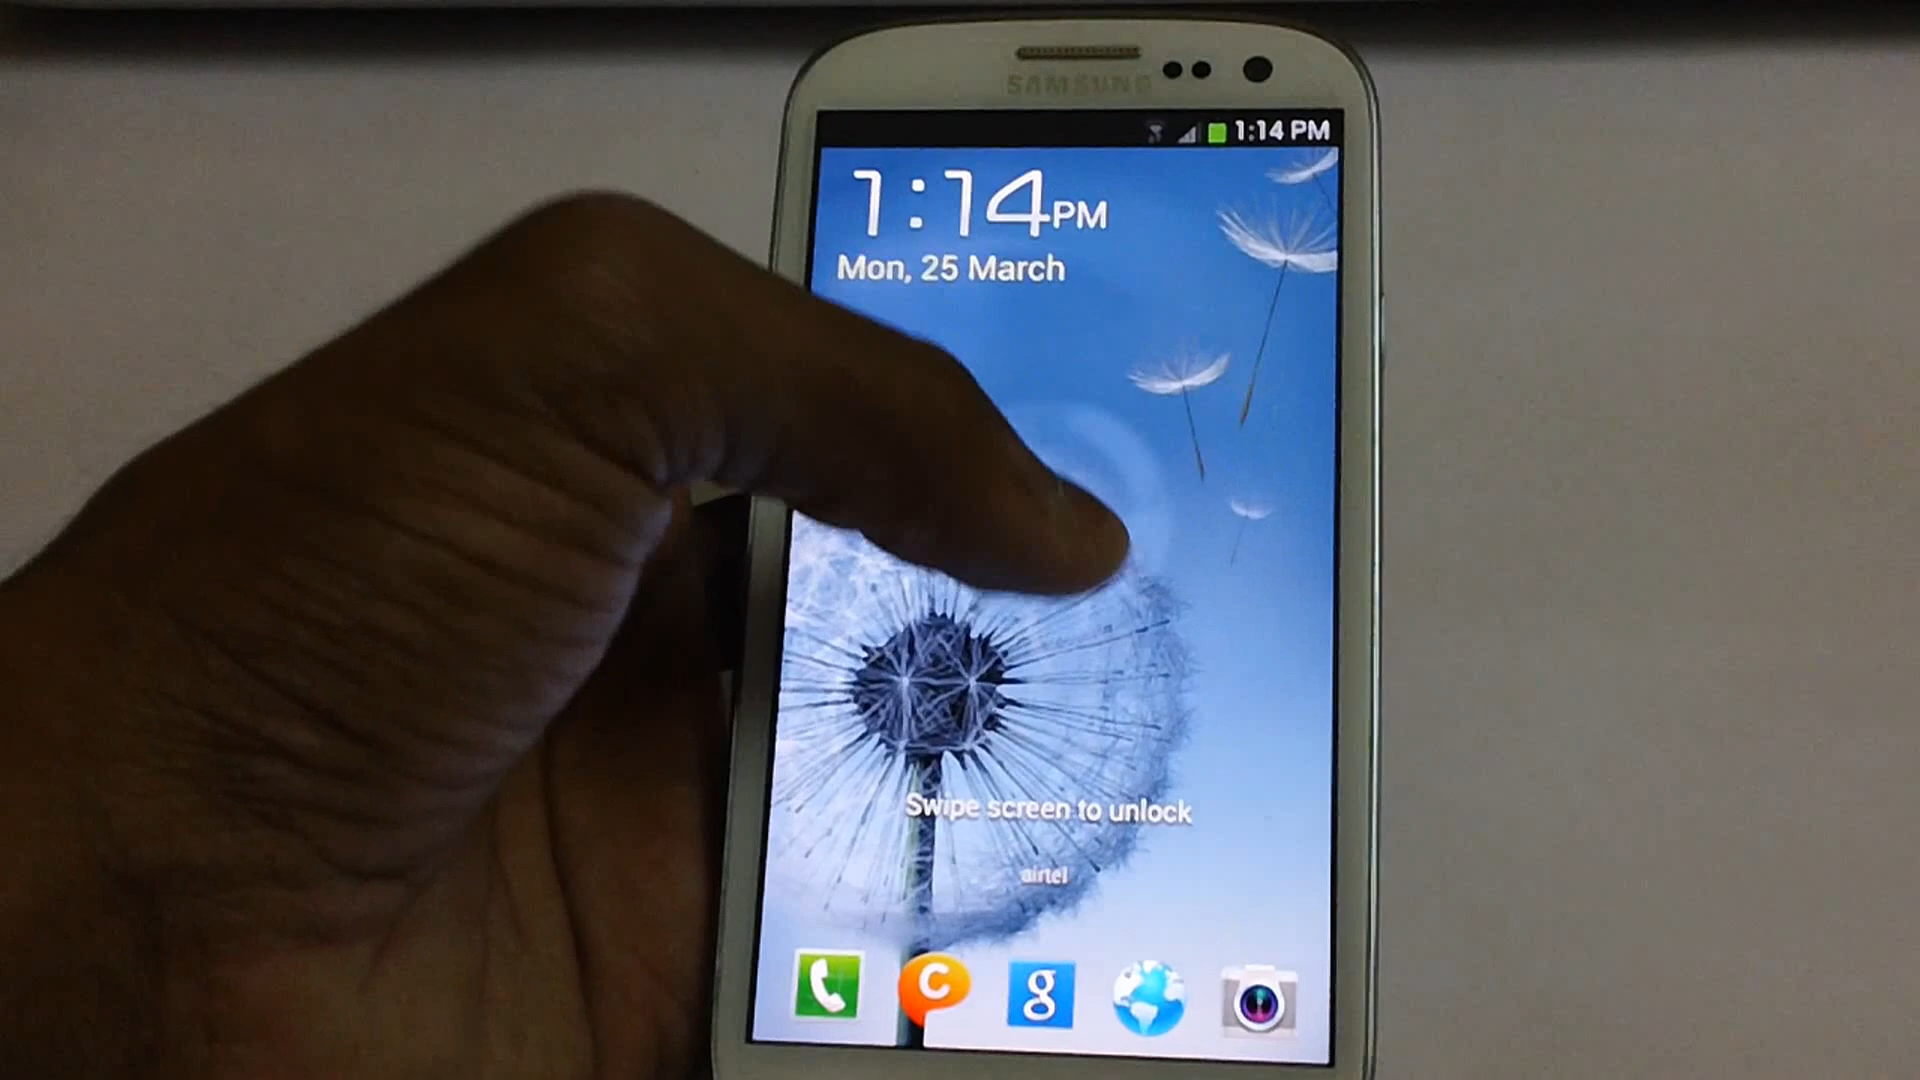 SAMSUNG
1:14 PM
1:14PM
Mon, 25 March
Swipe screen to unlock
airtel
C
g